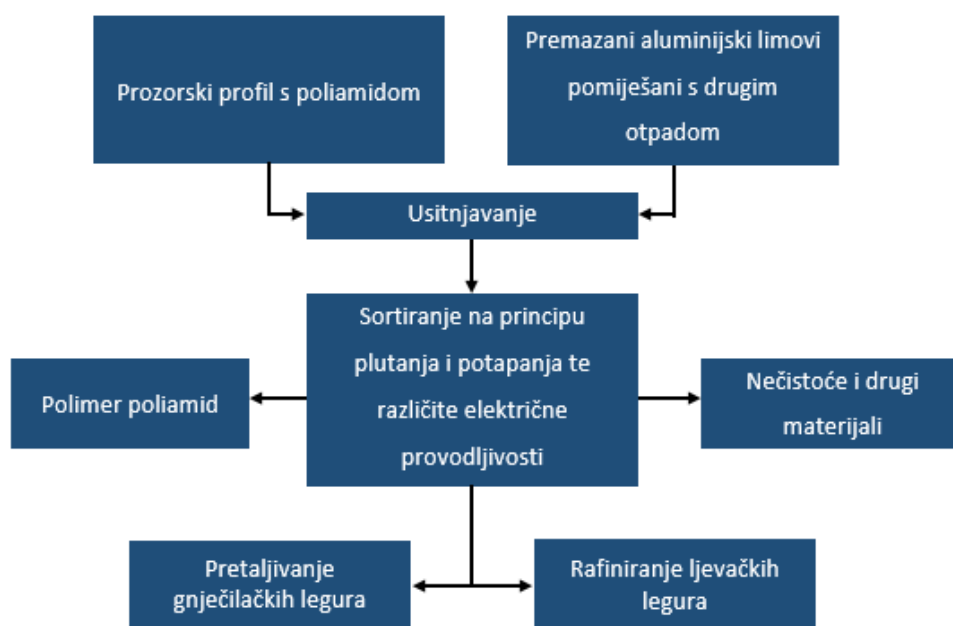 Prozorski profil s poliamidom
Premazani aluminijski limovi
pomiješani s drugim
otpadom
Usitnjavanje
Sortiranje na principu
plutanja i potapanja te
različite električne
provodljivosti
Polimer poliamid
Nečistoće i drugi
materijali
Pretaljivanje
gnječilačkih legura
Rafiniranje ljevačkih
legura